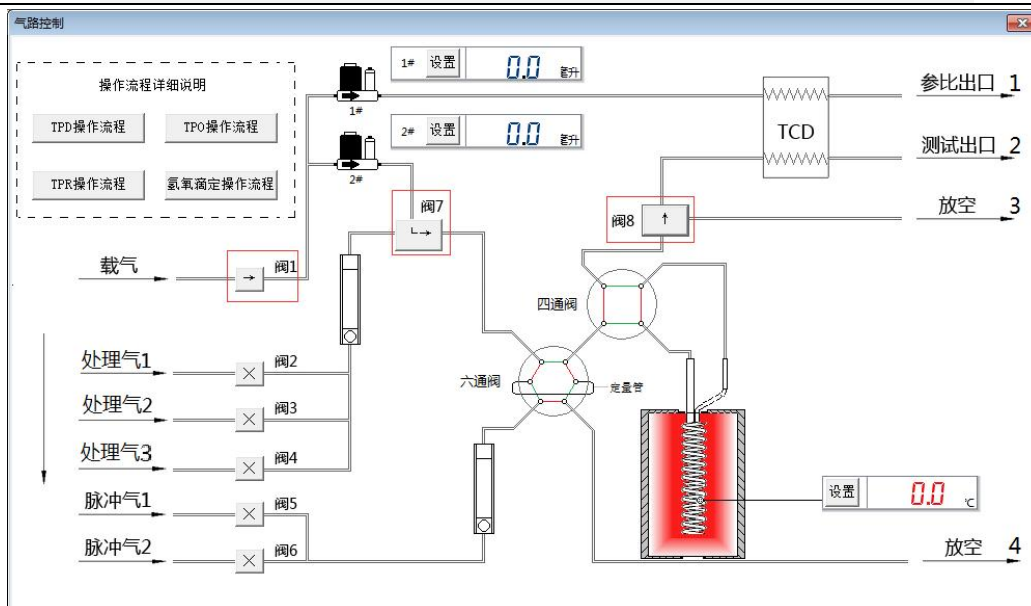 气路控制
操作流程详细说明
TPD操作流程
TPO操作流程
TPR操作流程
氢氧滴定操作流程
1# 设置 0.0 毫升
1#
2# 设置 0.0 毫升
2#
TCD
参比出口 1
测试出口 2
放空 3
阀7
阀8
载气
阀1
四通阀
处理气1
阀2
六通阀
定量管
处理气2
阀3
处理气3
阀4
设置 0.0 ℃
脉冲气1
阀5
脉冲气2
阀6
放空 4